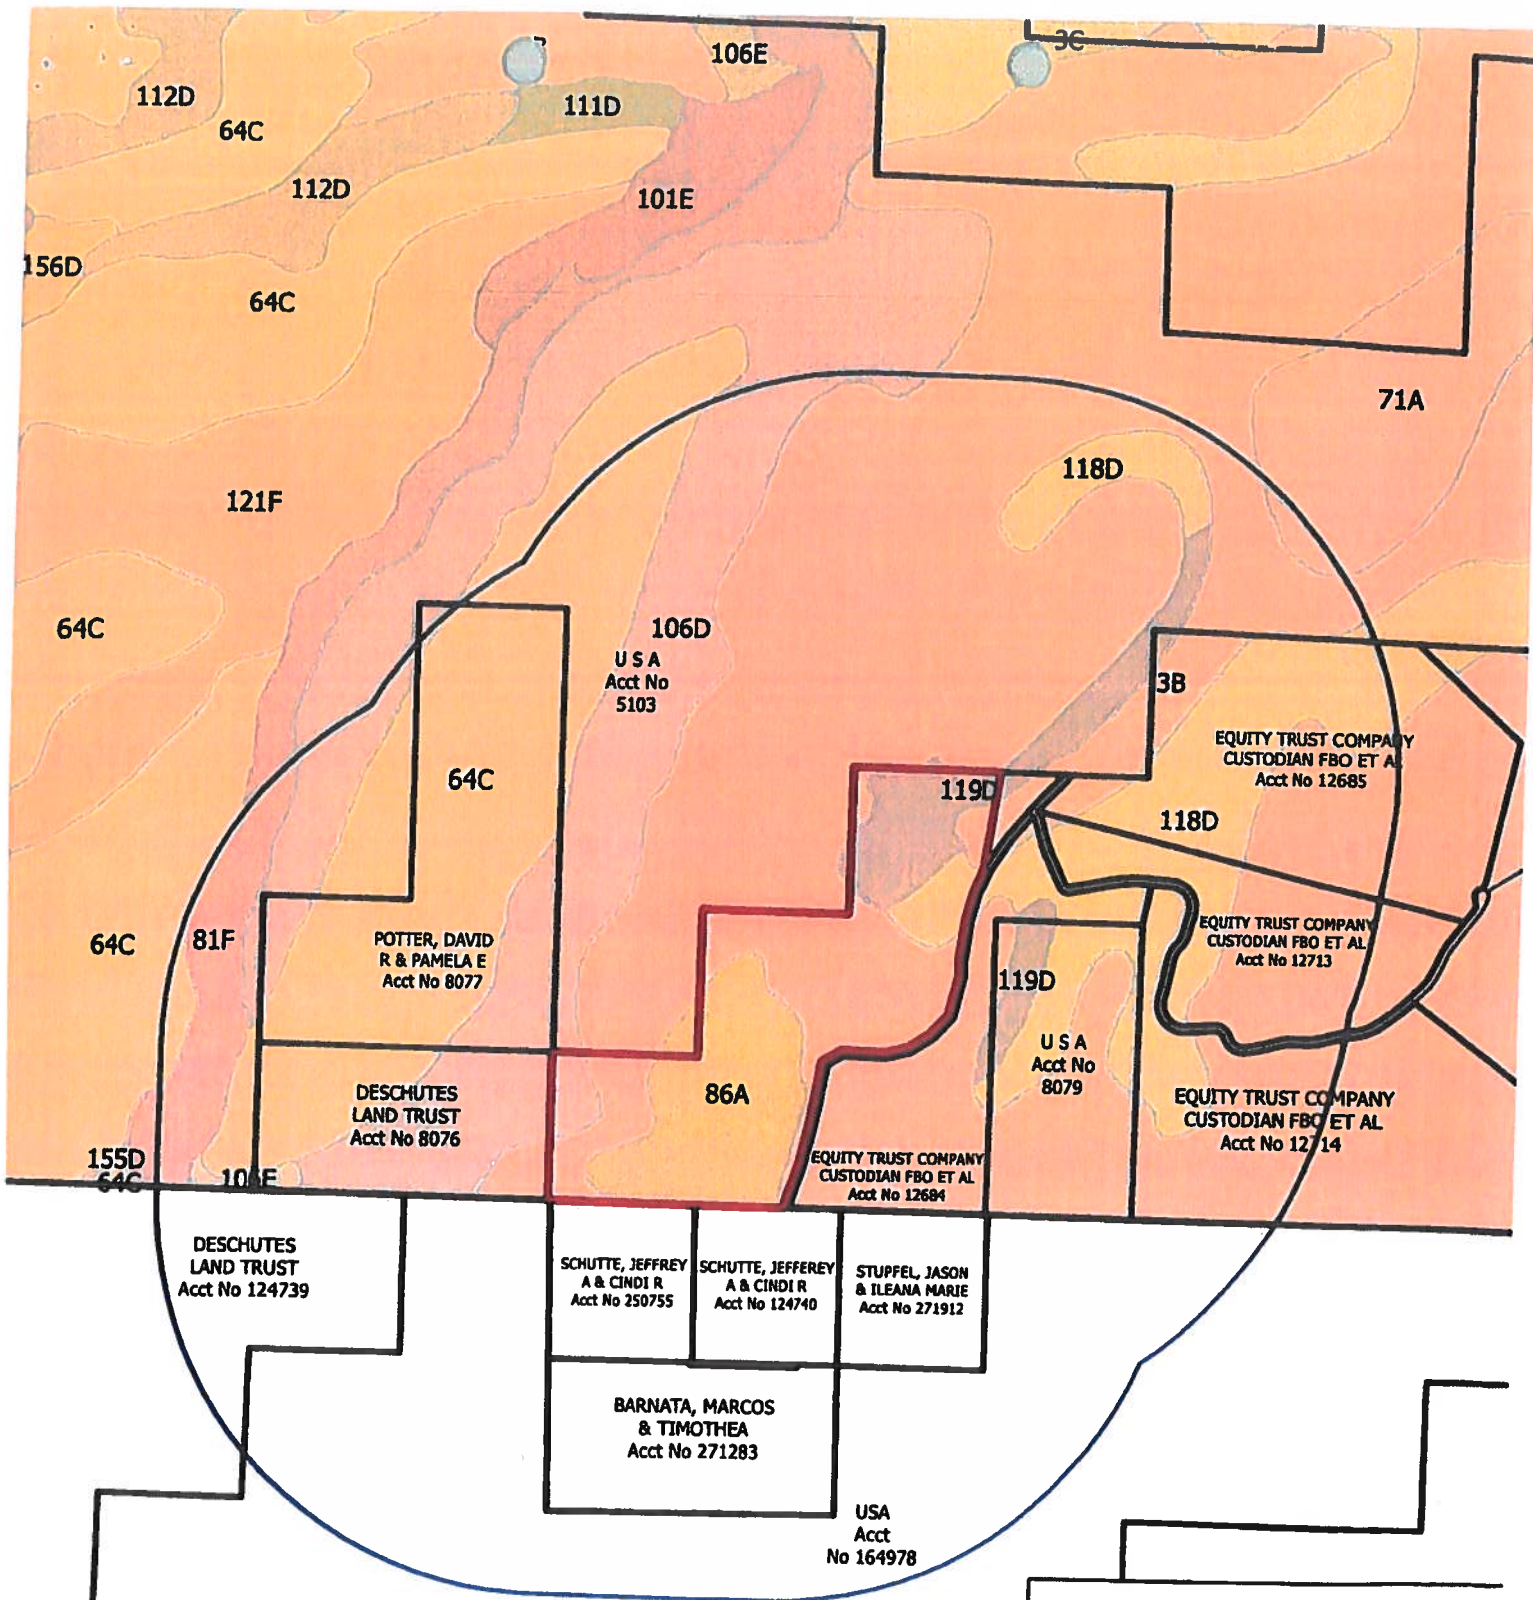 106E
3C
112D
111D
64C
112D
101E
156D
64C
71A
118D
121F
64C
106D
U S A
Acct No
5103
3B
EQUITY TRUST COMPANY
CUSTODIAN FBO ET AL
Acct No 12685
64C
119D
118D
64C
81F
POTTER, DAVID
R & PAMELA E
Acct No 8077
EQUITY TRUST COMPANY
CUSTODIAN FBO ET AL
Acct No 12713
119D
U S A
Acct No
8079
DESCHUTES
LAND TRUST
Acct No 8076
86A
EQUITY TRUST COMPANY
CUSTODIAN FBO ET AL
Acct No 12714
155D
64C
106E
EQUITY TRUST COMPANY
CUSTODIAN FBO ET AL
Acct No 12684
DESCHUTES
LAND TRUST
Acct No 124739
SCHUTTE, JEFFREY
A & CINDI R
Acct No 250755
SCHUTTE, JEFFEREY
A & CINDI R
Acct No 124740
STUPFEL, JASON
& ILEANA MARIE
Acct No 271912
BARNATA, MARCOS
& TIMOTHEA
Acct No 271283
USA
Acct
No 164978